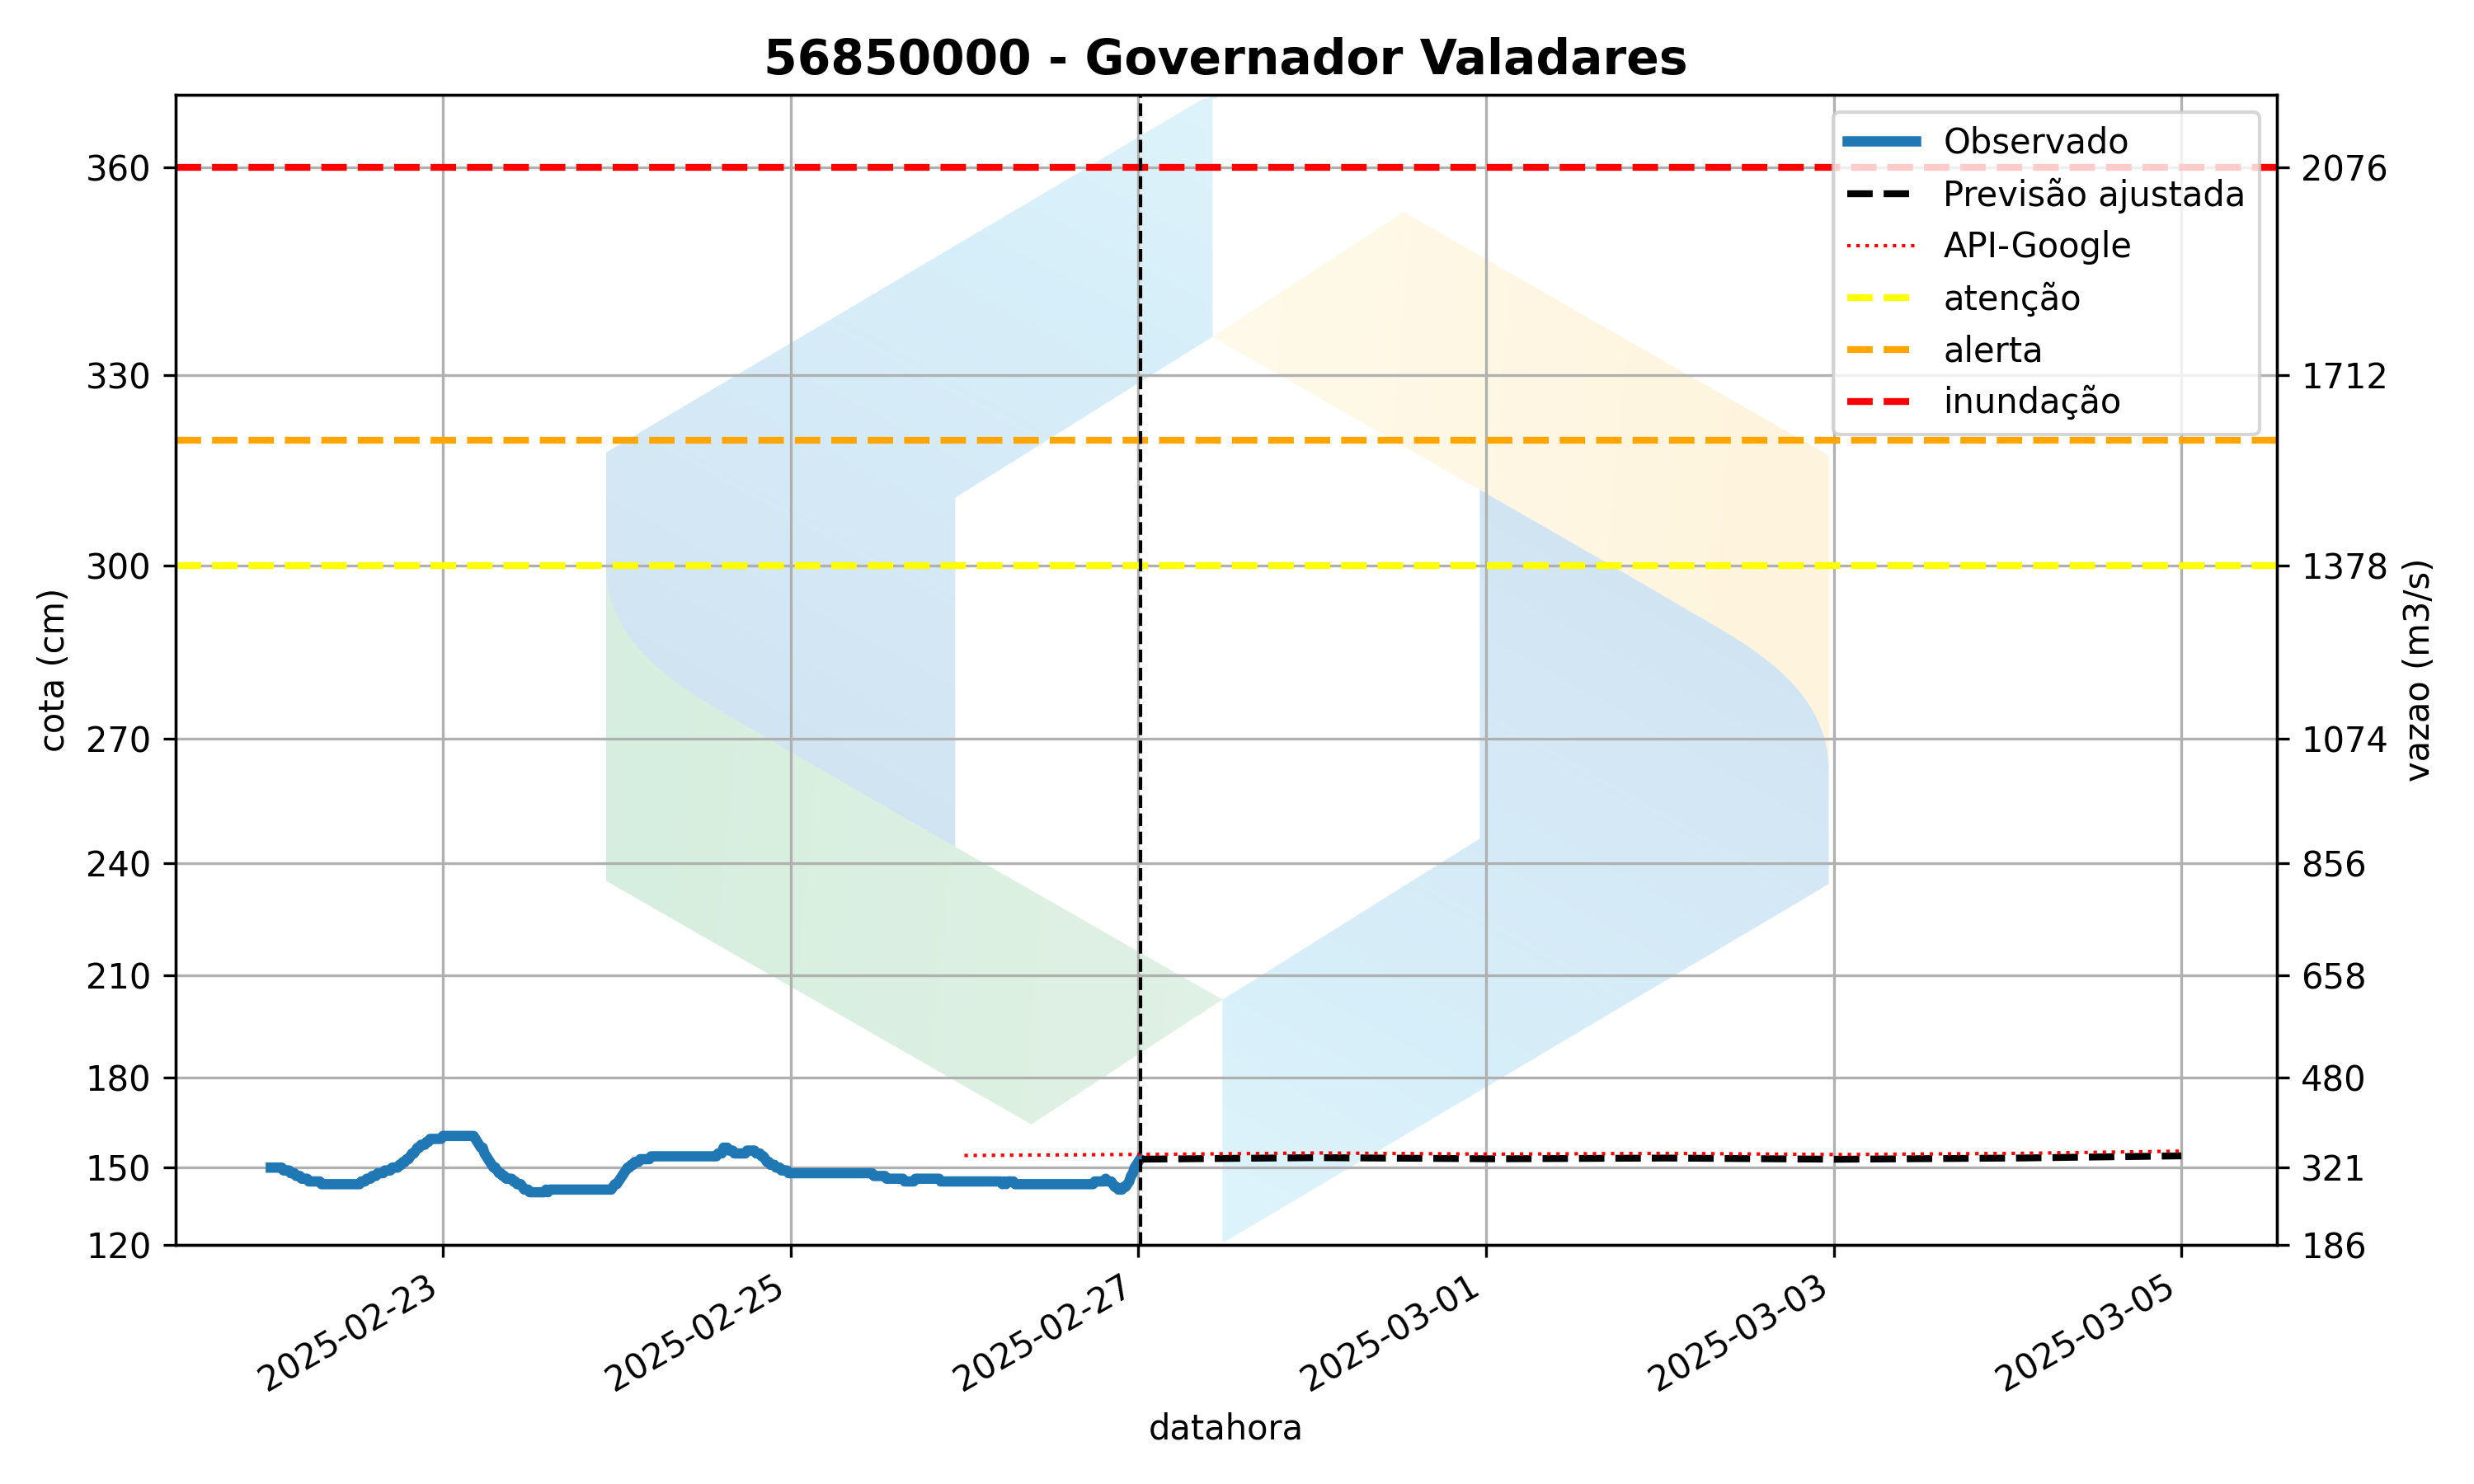 56850000 - Governador Valadares
Observado
Previsão ajustada
API-Google
atenção
alerta
inundação
360
330
300
270
240
210
180
150
120
cota (cm)
2076
1712
1378
1074
856
658
480
321
186
vazao (m3/s)
2025-02-23
2025-02-25
2025-02-27
2025-03-01
2025-03-03
2025-03-05
datahora